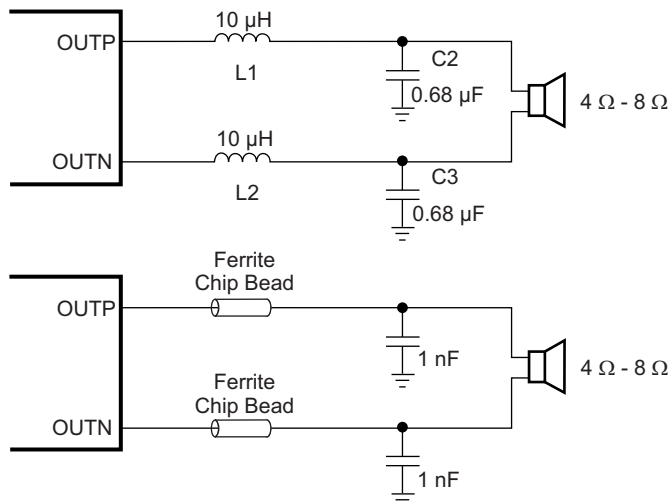 10 µH
OUTP
L1
C2
0.68 µF
4 Ω - 8 Ω
10 µH
OUTN
L2
C3
0.68 µF
Ferrite
Chip Bead
OUTP
1 nF
4 Ω - 8 Ω
Ferrite
Chip Bead
OUTN
1 nF